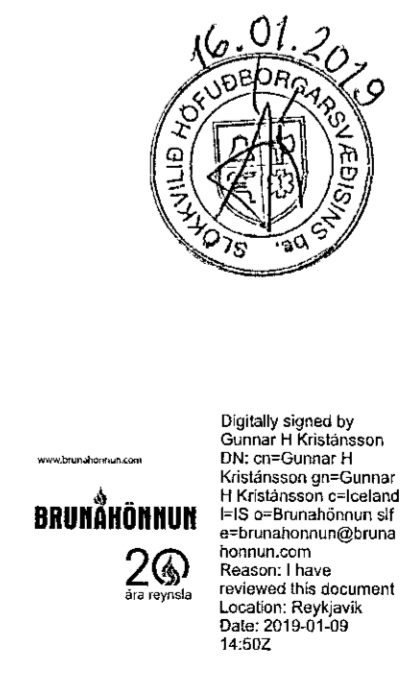 16.01.2019
SLÖKKVILIÐ HÖFUÐBORGARSVÆÐISINS bs.
www.brunahonnun.com
BRUNAHÖNNUN
20
ára reynsla
Digitally signed by
Gunnar H Kristánsson
DN: cn=Gunnar H
Kristánsson gn=Gunnar
H Kristánsson c=Iceland
l=IS o=Brunahönnun slf
e=brunahonnun@bruna
honnun.com
Reason: I have
reviewed this document
Location: Reykjavik
Date: 2019-01-09
14:50Z